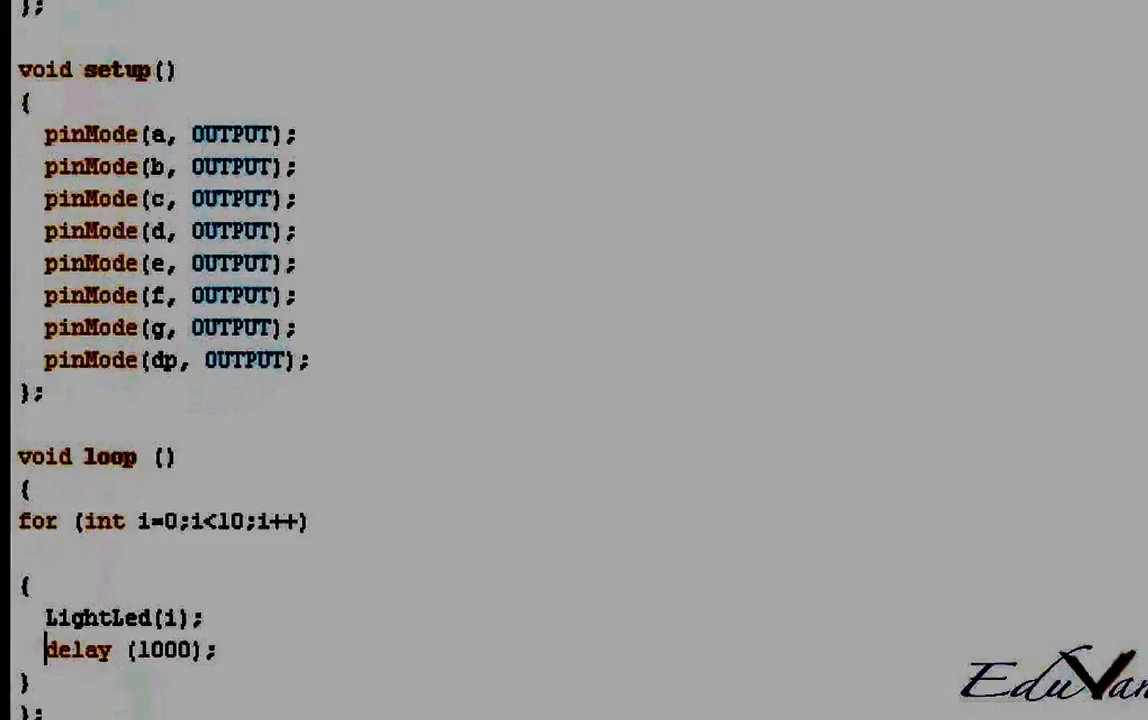 };
void setup()
{
pinMode(a, OUTPUT);
pinMode(b, OUTPUT);
pinMode(c, OUTPUT);
pinMode(d, OUTPUT);
pinMode(e, OUTPUT);
pinMode(f, OUTPUT);
pinMode(g, OUTPUT);
pinMode(dp, OUTPUT);
};
void loop ()
{
for (int i=0;i<10;i++)
{
LightLed(i);
delay (1000);
}
};
EduVan